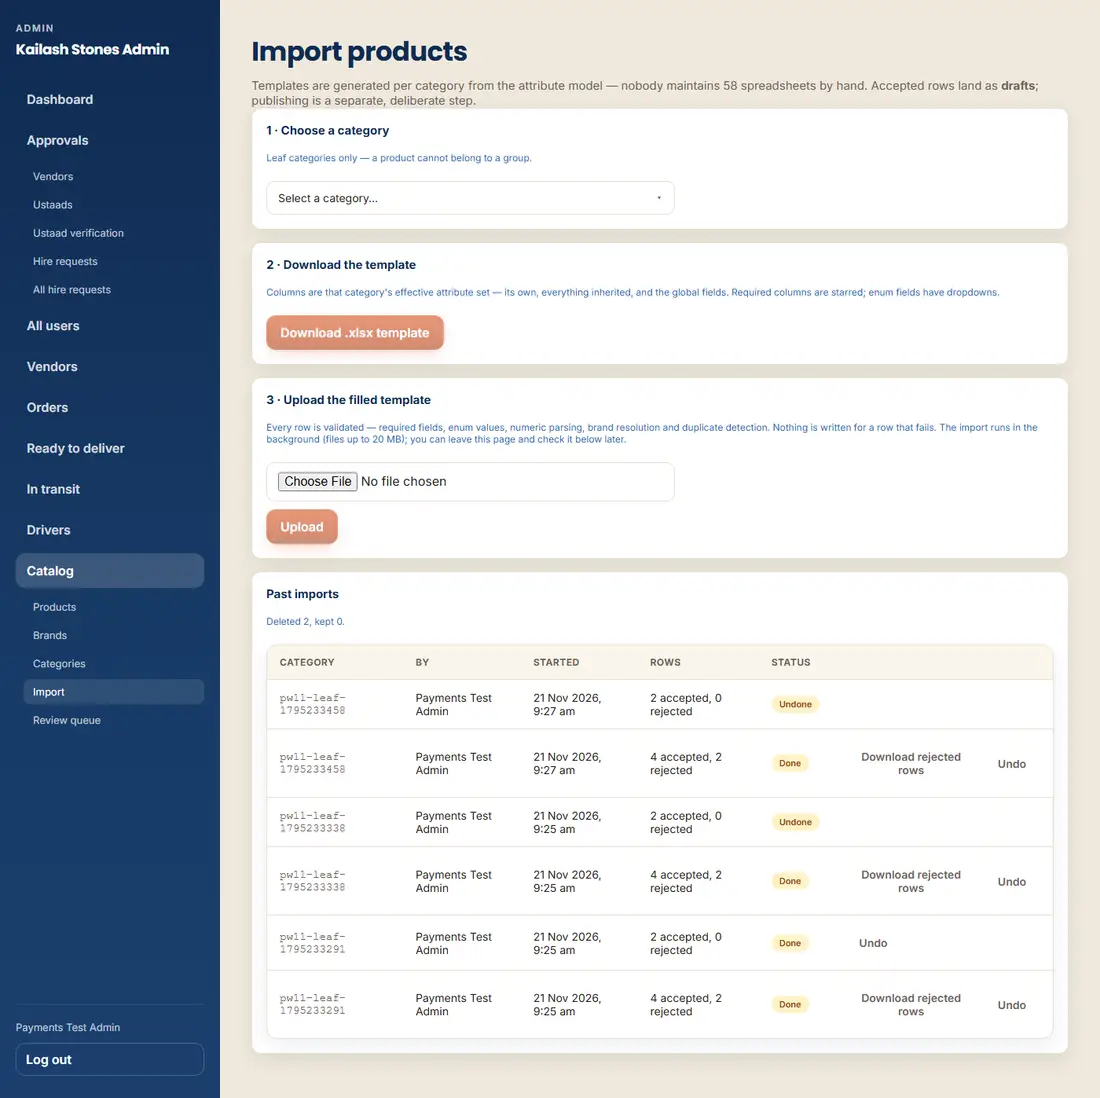 ADMIN
Kailash Stones Admin
Dashboard
Approvals
Vendors
Ustaads
Ustaad verification
Hire requests
All hire requests
All users
Vendors
Orders
Ready to deliver
In transit
Drivers
Catalog
Products
Brands
Categories
Import
Review queue
Payments Test Admin
Log out
Import products
Templates are generated per category from the attribute model — nobody maintains 58 spreadsheets by hand. Accepted rows land as drafts;
publishing is a separate, deliberate step.
1 · Choose a category
Leaf categories only — a product cannot belong to a group.
Select a category...
2 · Download the template
Columns are that category's effective attribute set — its own, everything inherited, and the global fields. Required columns are starred; enum fields have dropdowns.
Download .xlsx template
3 · Upload the filled template
Every row is validated — required fields, enum values, numeric parsing, brand resolution and duplicate detection. Nothing is written for a row that fails. The import runs in the
background (files up to 20 MB); you can leave this page and check it below later.
Choose File No file chosen
Upload
Past imports
Deleted 2, kept 0.
CATEGORY BY STARTED ROWS STATUS
pw11-leaf- Payments Test 21 Nov 2026, 2 accepted, 0 Undone
1795233458 Admin 9:27 am rejected
pw11-leaf- Payments Test 21 Nov 2026, 4 accepted, 2 Done Download rejected Undo
1795233458 Admin 9:27 am rejected rows
pw11-leaf- Payments Test 21 Nov 2026, 2 accepted, 0 Undone
1795233338 Admin 9:25 am rejected
pw11-leaf- Payments Test 21 Nov 2026, 4 accepted, 2 Done Download rejected Undo
1795233338 Admin 9:25 am rejected rows
pw11-leaf- Payments Test 21 Nov 2026, 2 accepted, 0 Done Undo
1795233291 Admin 9:25 am rejected
pw11-leaf- Payments Test 21 Nov 2026, 4 accepted, 2 Done Download rejected Undo
1795233291 Admin 9:25 am rejected rows